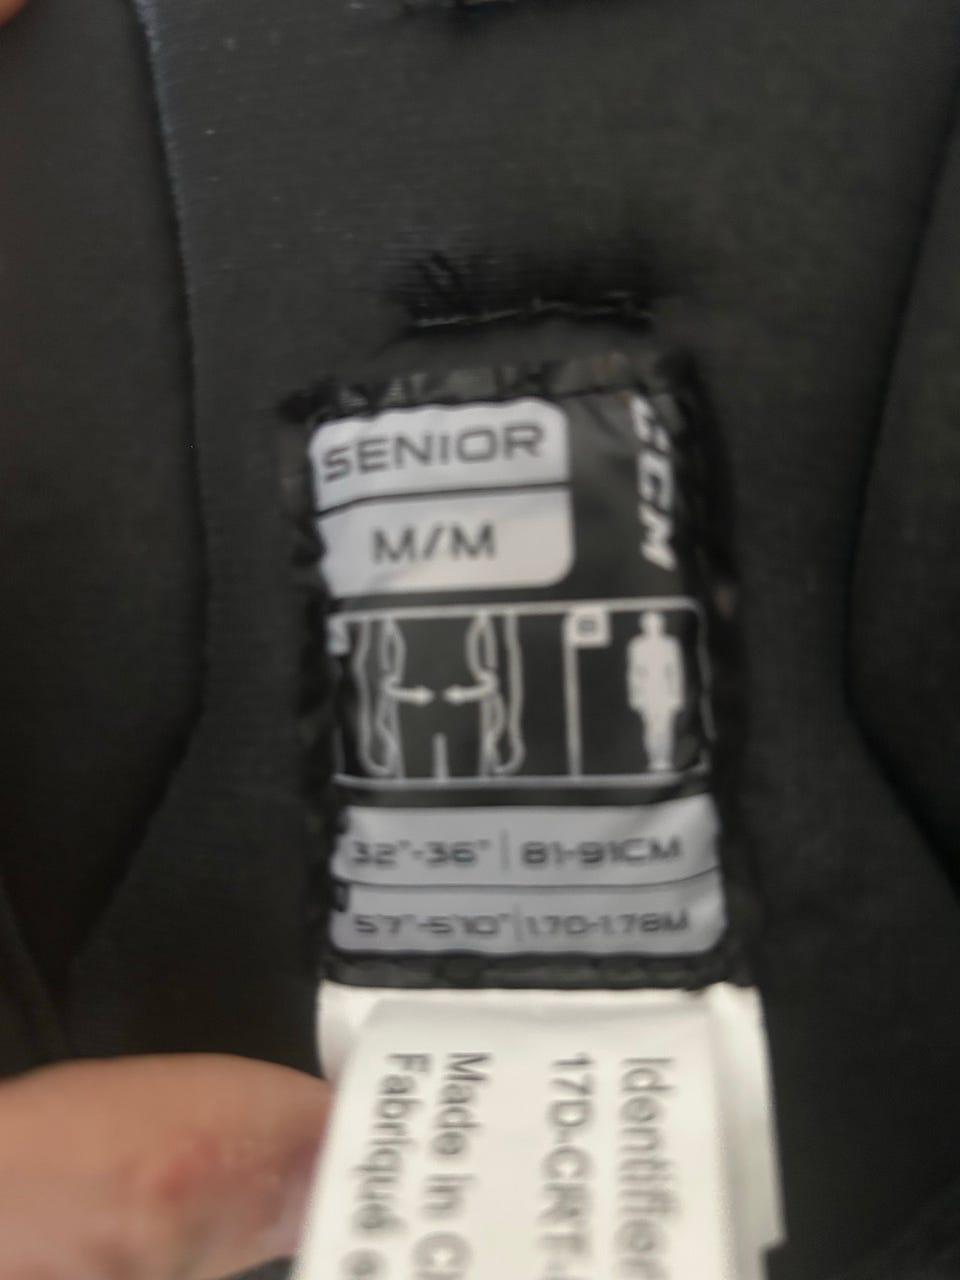 SENIOR
CCM
M/M
32"-36" | 81-91CM
5'7"-5'10" | 1.70-1.78M
Identifier
17D-CRT-
Made in
Fabriqué